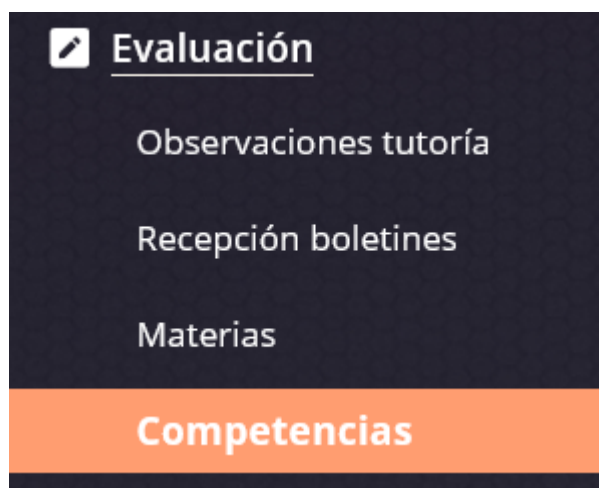 Evaluación
Observaciones tutoría
Recepción boletines
Materias
Competencias